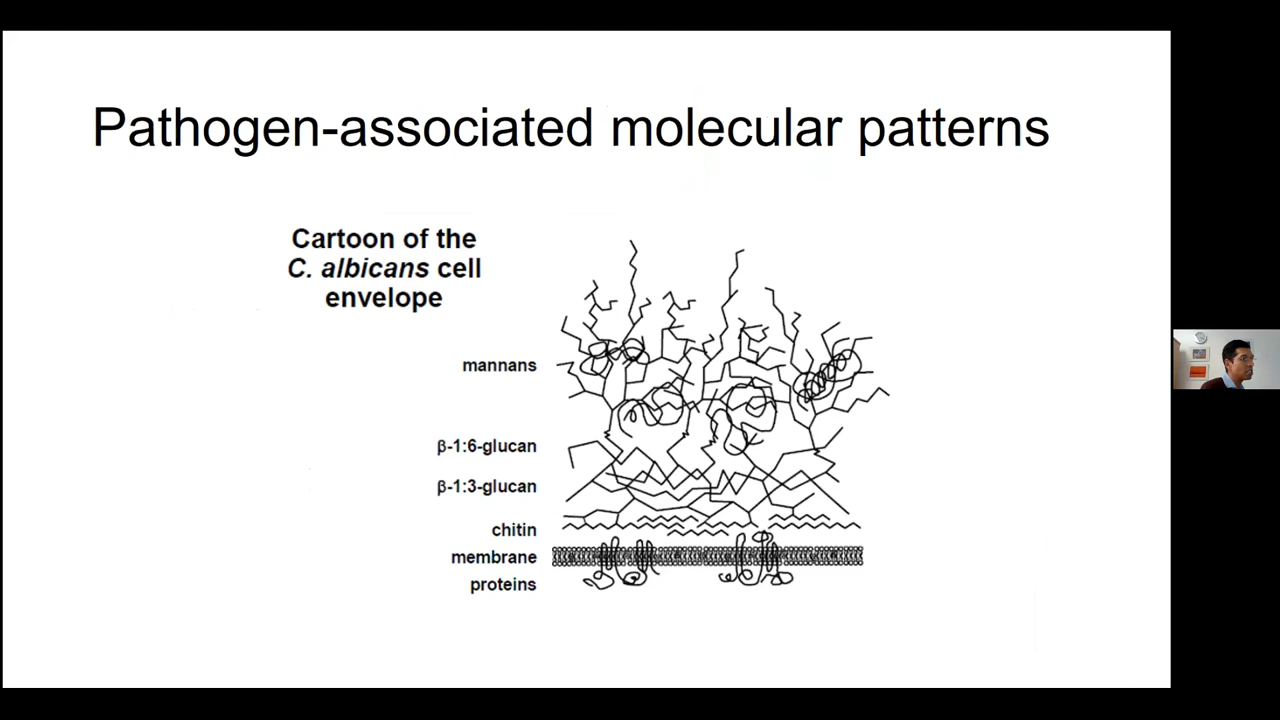 Pathogen-associated molecular patterns
Cartoon of the
C. albicans cell
envelope
mannans
β-1:6-glucan
β-1:3-glucan
chitin
membrane
proteins